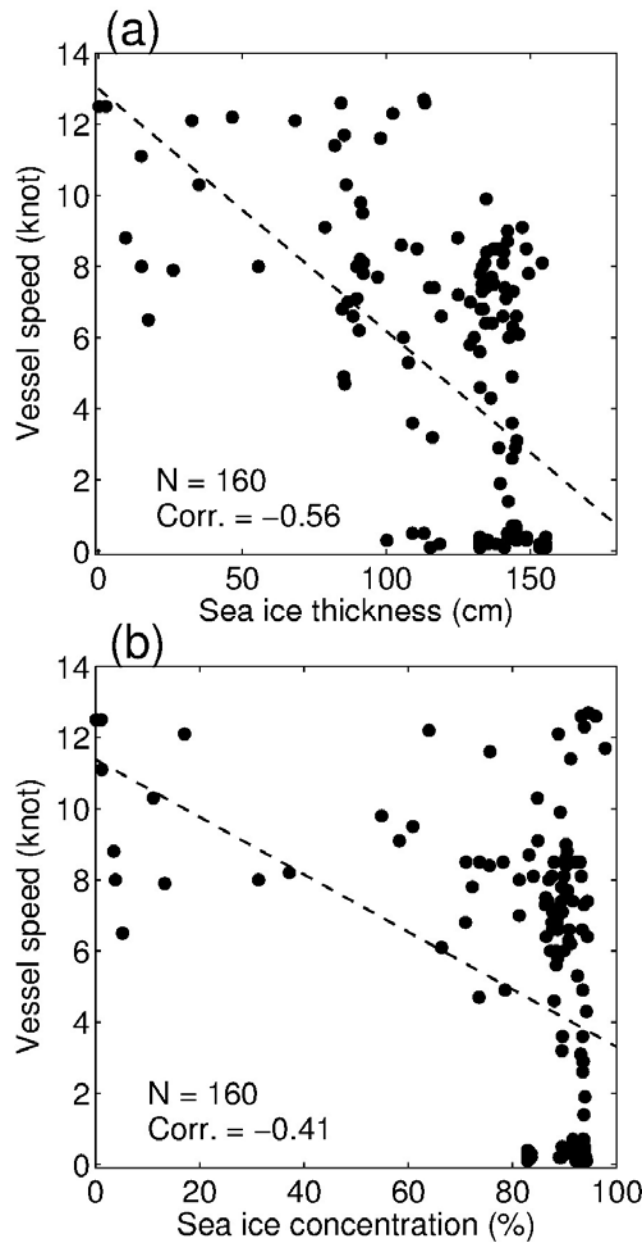 (a)
14
12
10
8
6
4
2
0
Vessel speed (knot)
N = 160
Corr. = −0.56
0 50 100 150
Sea ice thickness (cm)
(b)
14
12
10
8
6
4
2
0
Vessel speed (knot)
N = 160
Corr. = −0.41
0 20 40 60 80 100
Sea ice concentration (%)